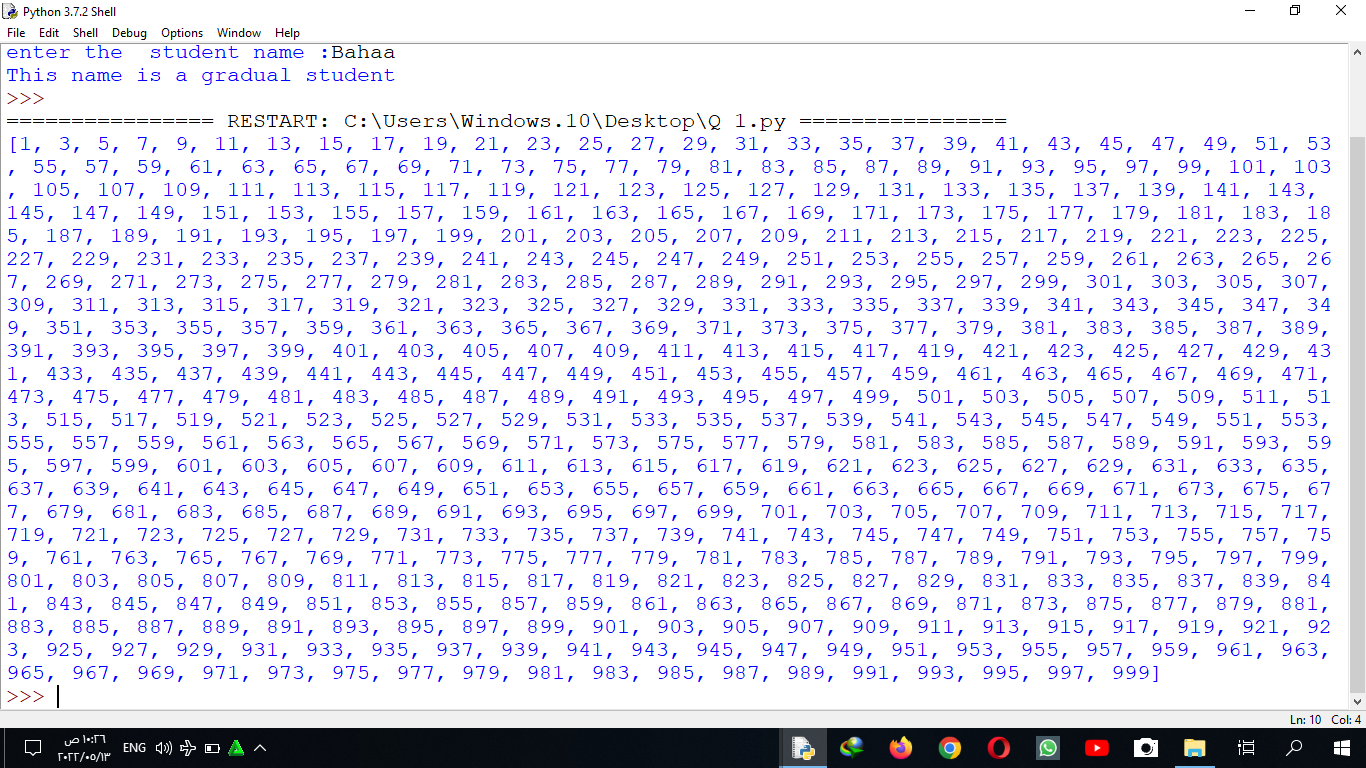 Python 3.7.2 Shell
File Edit Shell Debug Options Window Help
enter the  student name :Bahaa
This name is a gradual student
>>>
================ RESTART: C:\Users\Windows.10\Desktop\Q 1.py ================
[1, 3, 5, 7, 9, 11, 13, 15, 17, 19, 21, 23, 25, 27, 29, 31, 33, 35, 37, 39, 41, 43, 45, 47, 49, 51, 53
, 55, 57, 59, 61, 63, 65, 67, 69, 71, 73, 75, 77, 79, 81, 83, 85, 87, 89, 91, 93, 95, 97, 99, 101, 103
, 105, 107, 109, 111, 113, 115, 117, 119, 121, 123, 125, 127, 129, 131, 133, 135, 137, 139, 141, 143,
145, 147, 149, 151, 153, 155, 157, 159, 161, 163, 165, 167, 169, 171, 173, 175, 177, 179, 181, 183, 18
5, 187, 189, 191, 193, 195, 197, 199, 201, 203, 205, 207, 209, 211, 213, 215, 217, 219, 221, 223, 225,
227, 229, 231, 233, 235, 237, 239, 241, 243, 245, 247, 249, 251, 253, 255, 257, 259, 261, 263, 265, 26
7, 269, 271, 273, 275, 277, 279, 281, 283, 285, 287, 289, 291, 293, 295, 297, 299, 301, 303, 305, 307,
309, 311, 313, 315, 317, 319, 321, 323, 325, 327, 329, 331, 333, 335, 337, 339, 341, 343, 345, 347, 34
9, 351, 353, 355, 357, 359, 361, 363, 365, 367, 369, 371, 373, 375, 377, 379, 381, 383, 385, 387, 389,
391, 393, 395, 397, 399, 401, 403, 405, 407, 409, 411, 413, 415, 417, 419, 421, 423, 425, 427, 429, 43
1, 433, 435, 437, 439, 441, 443, 445, 447, 449, 451, 453, 455, 457, 459, 461, 463, 465, 467, 469, 471,
473, 475, 477, 479, 481, 483, 485, 487, 489, 491, 493, 495, 497, 499, 501, 503, 505, 507, 509, 511, 51
3, 515, 517, 519, 521, 523, 525, 527, 529, 531, 533, 535, 537, 539, 541, 543, 545, 547, 549, 551, 553,
555, 557, 559, 561, 563, 565, 567, 569, 571, 573, 575, 577, 579, 581, 583, 585, 587, 589, 591, 593, 59
5, 597, 599, 601, 603, 605, 607, 609, 611, 613, 615, 617, 619, 621, 623, 625, 627, 629, 631, 633, 635,
637, 639, 641, 643, 645, 647, 649, 651, 653, 655, 657, 659, 661, 663, 665, 667, 669, 671, 673, 675, 67
7, 679, 681, 683, 685, 687, 689, 691, 693, 695, 697, 699, 701, 703, 705, 707, 709, 711, 713, 715, 717,
719, 721, 723, 725, 727, 729, 731, 733, 735, 737, 739, 741, 743, 745, 747, 749, 751, 753, 755, 757, 75
9, 761, 763, 765, 767, 769, 771, 773, 775, 777, 779, 781, 783, 785, 787, 789, 791, 793, 795, 797, 799,
801, 803, 805, 807, 809, 811, 813, 815, 817, 819, 821, 823, 825, 827, 829, 831, 833, 835, 837, 839, 84
1, 843, 845, 847, 849, 851, 853, 855, 857, 859, 861, 863, 865, 867, 869, 871, 873, 875, 877, 879, 881,
883, 885, 887, 889, 891, 893, 895, 897, 899, 901, 903, 905, 907, 909, 911, 913, 915, 917, 919, 921, 92
3, 925, 927, 929, 931, 933, 935, 937, 939, 941, 943, 945, 947, 949, 951, 953, 955, 957, 959, 961, 963,
965, 967, 969, 971, 973, 975, 977, 979, 981, 983, 985, 987, 989, 991, 993, 995, 997, 999]
>>>
Ln: 10 Col: 4
١٠:٢٦ ص
ENG
٢٠٢٢/٠٥/١٣